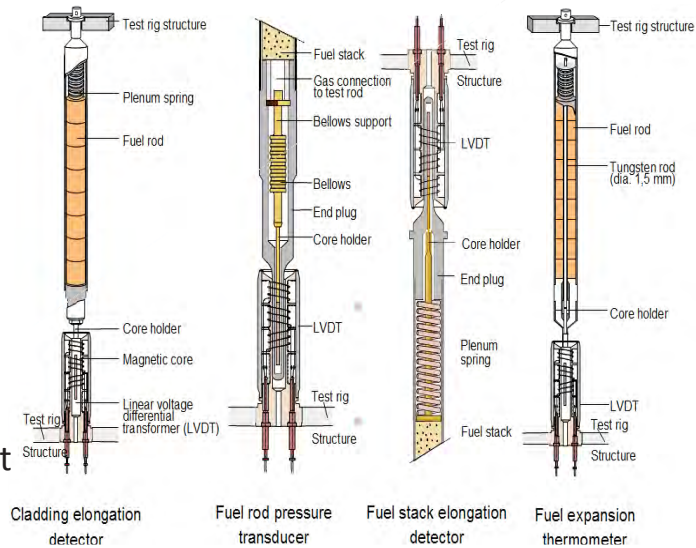 Test rig structure
Plenum spring
Fuel rod
Core holder
Magnetic core
Linear voltage
differential
transformer (LVDT)
Test rig
Structure
t
Cladding elongation
detector
Fuel stack
Gas connection
to test rod
Bellows support
Bellows
End plug
Core holder
LVDT
Test rig
Structure
Fuel rod pressure
transducer
Test rig
Structure
LVDT
Core holder
End plug
Plenum
spring
Fuel stack
Fuel stack elongation
detector
Test rig structure
Fuel rod
Tungsten rod
(dia. 1,5 mm)
Core holder
LVDT
Test rig
Structure
Fuel expansion
thermometer